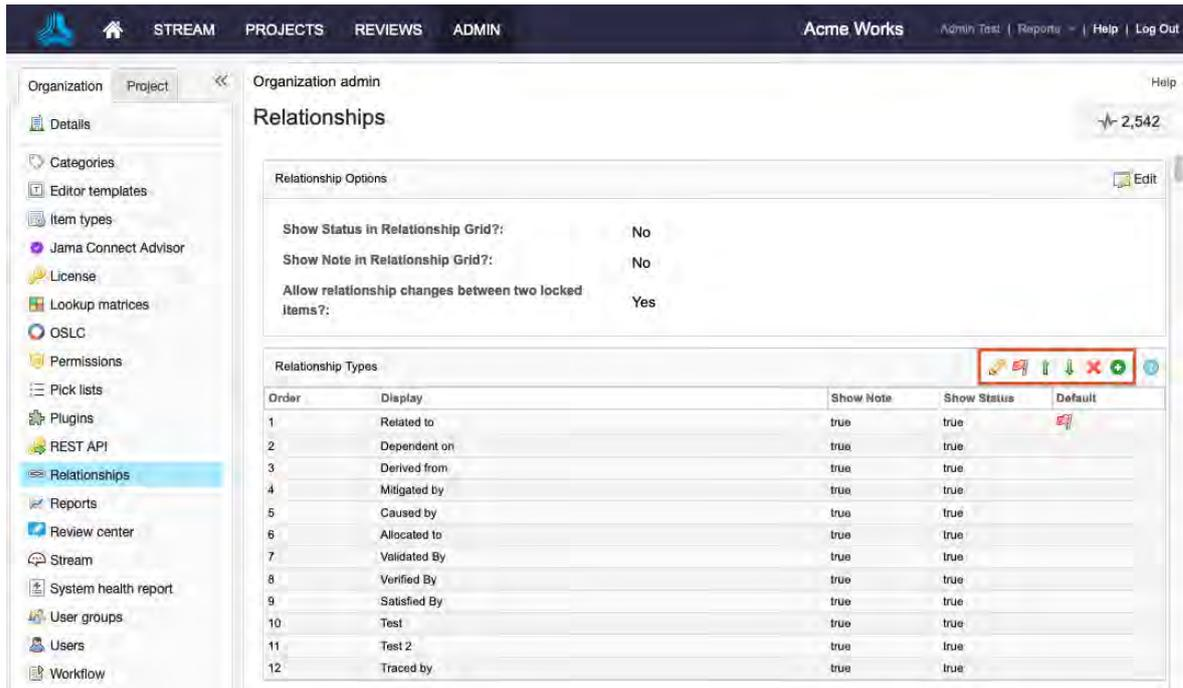 STREAM PROJECTS REVIEWS ADMIN Acme Works Admin Test | Reports | Help | Log Out
Organization Project «
Organization admin Help
Relationships 2,542
Details
Categories
Editor templates
Item types
Jama Connect Advisor
License
Lookup matrices
OSLC
Permissions
Pick lists
Plugins
REST API
Relationships
Reports
Review center
Stream
System health report
User groups
Users
Workflow
Relationship Options Edit
Show Status in Relationship Grid?: No
Show Note in Relationship Grid?: No
Allow relationship changes between two locked
items?: Yes
Relationship Types
Order Display Show Note Show Status Default
1 Related to true true
2 Dependent on true true
3 Derived from true true
4 Mitigated by true true
5 Caused by true true
6 Allocated to true true
7 Validated By true true
8 Verified By true true
9 Satisfied By true true
10 Test true true
11 Test 2 true true
12 Traced by true true